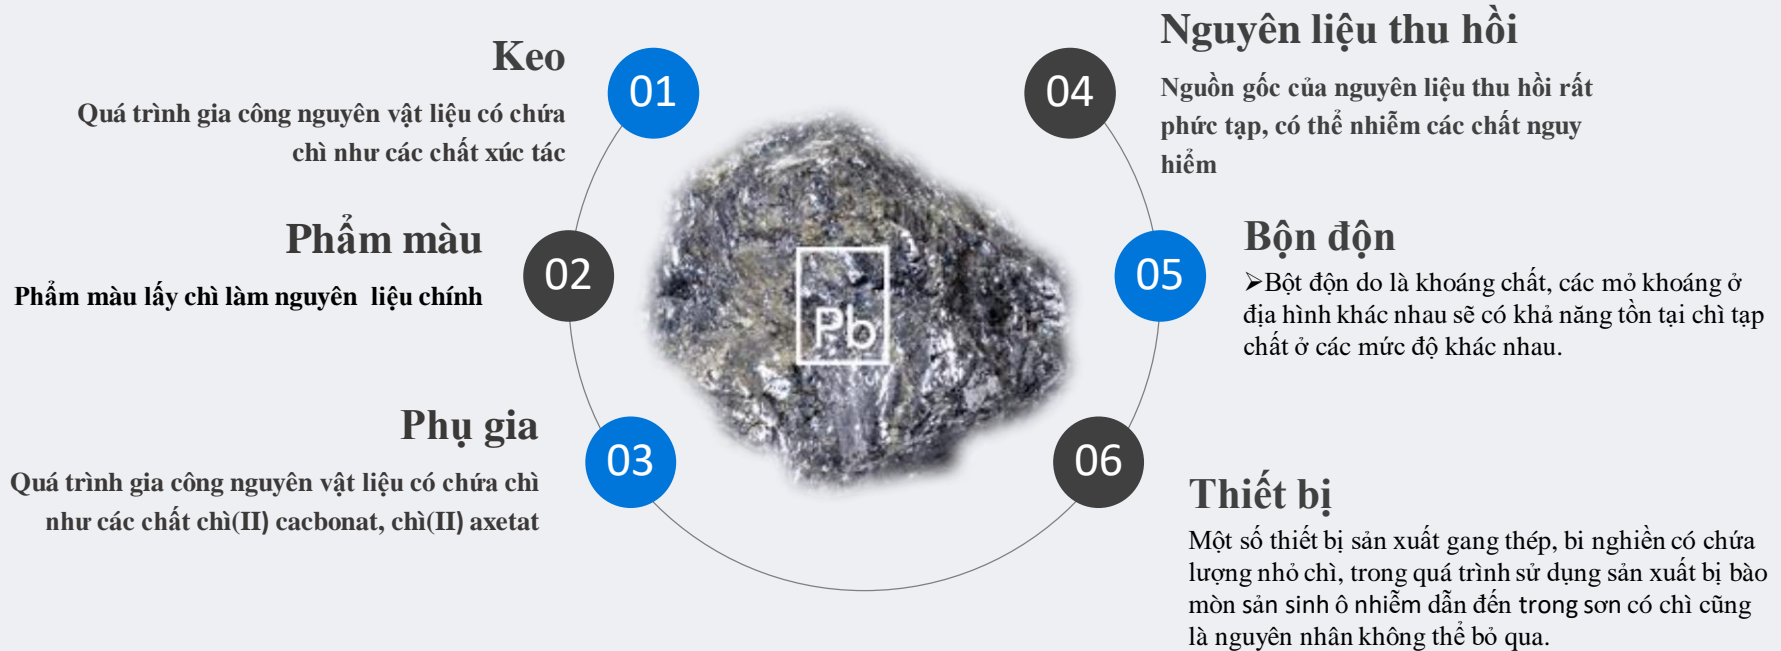 Keo
01
Quá trình gia công nguyên vật liệu có chứa
chì như các chất xúc tác
Phẩm màu
02
Phẩm màu lấy chì làm nguyên liệu chính
Phụ gia
03
Quá trình gia công nguyên vật liệu có chứa chì
như các chất chì(II) cacbonat, chì(II) axetat
Pb
Nguyên liệu thu hồi
04
Nguồn gốc của nguyên liệu thu hồi rất
phức tạp, có thể nhiễm các chất nguy
hiểm
Bộn độn
05
➢Bột độn do là khoáng chất, các mỏ khoáng ở
địa hình khác nhau sẽ có khả năng tồn tại chì tạp
chất ở các mức độ khác nhau.
06
Thiết bị
Một số thiết bị sản xuất gang thép, bi nghiền có chứa
lượng nhỏ chì, trong quá trình sử dụng sản xuất bị bào
mòn sản sinh ô nhiễm dẫn đến trong sơn có chì cũng
là nguyên nhân không thể bỏ qua.